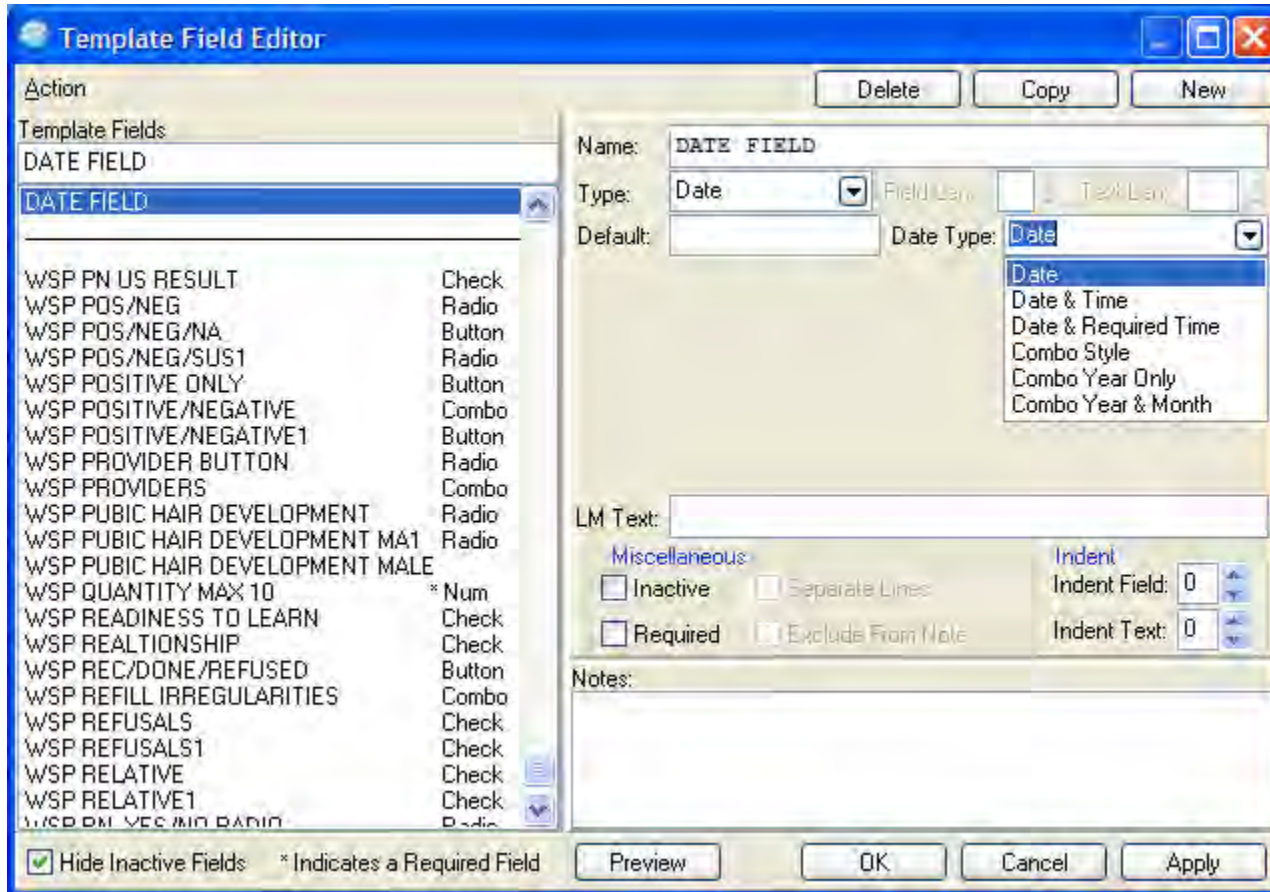 Template Field Editor
Action
Delete Copy New
Template Fields
DATE FIELD
DATE FIELD
WSP PN US RESULT Check
WSP POS/NEG Radio
WSP POS/NEG/NA Button
WSP POS/NEG/SUS1 Radio
WSP POSITIVE ONLY Button
WSP POSITIVE/NEGATIVE Combo
WSP POSITIVE/NEGATIVE1 Button
WSP PROVIDER BUTTON Radio
WSP PROVIDERS Combo
WSP PUBIC HAIR DEVELOPMENT Radio
WSP PUBIC HAIR DEVELOPMENT MA1 Radio
WSP PUBIC HAIR DEVELOPMENT MALE
WSP QUANTITY MAX 10 * Num
WSP READINESS TO LEARN Check
WSP REALTIONSHIP Check
WSP REC/DONE/REFUSED Button
WSP REFILL IRREGULARITIES Combo
WSP REFUSALS Check
WSP REFUSALS1 Check
WSP RELATIVE Check
WSP RELATIVE1 Check
Hide Inactive Fields * Indicates a Required Field
Name: DATE FIELD
Type: Date Field Len: Text Len:
Default: Date Type: Date
Date
Date & Time
Date & Required Time
Combo Style
Combo Year Only
Combo Year & Month
LM Text:
Miscellaneous Indent
Inactive Separate Lines Indent Field: 0
Required Exclude From Note Indent Text: 0
Notes:
Preview OK Cancel Apply